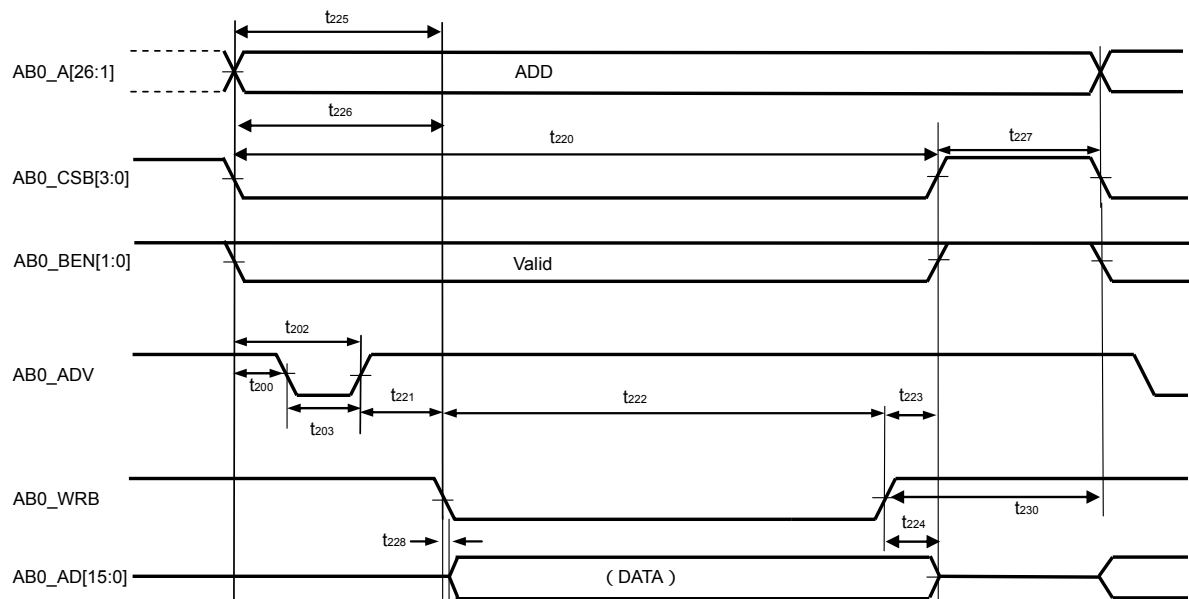 t225
AB0_A[26:1] ADD
t226
t220 t227
AB0_CSB[3:0]
AB0_BEN[1:0] Valid
t202
AB0_ADV
t200 t221 t222 t223
t203
AB0_WRB
t230
t224
t228
AB0_AD[15:0] ( DATA )